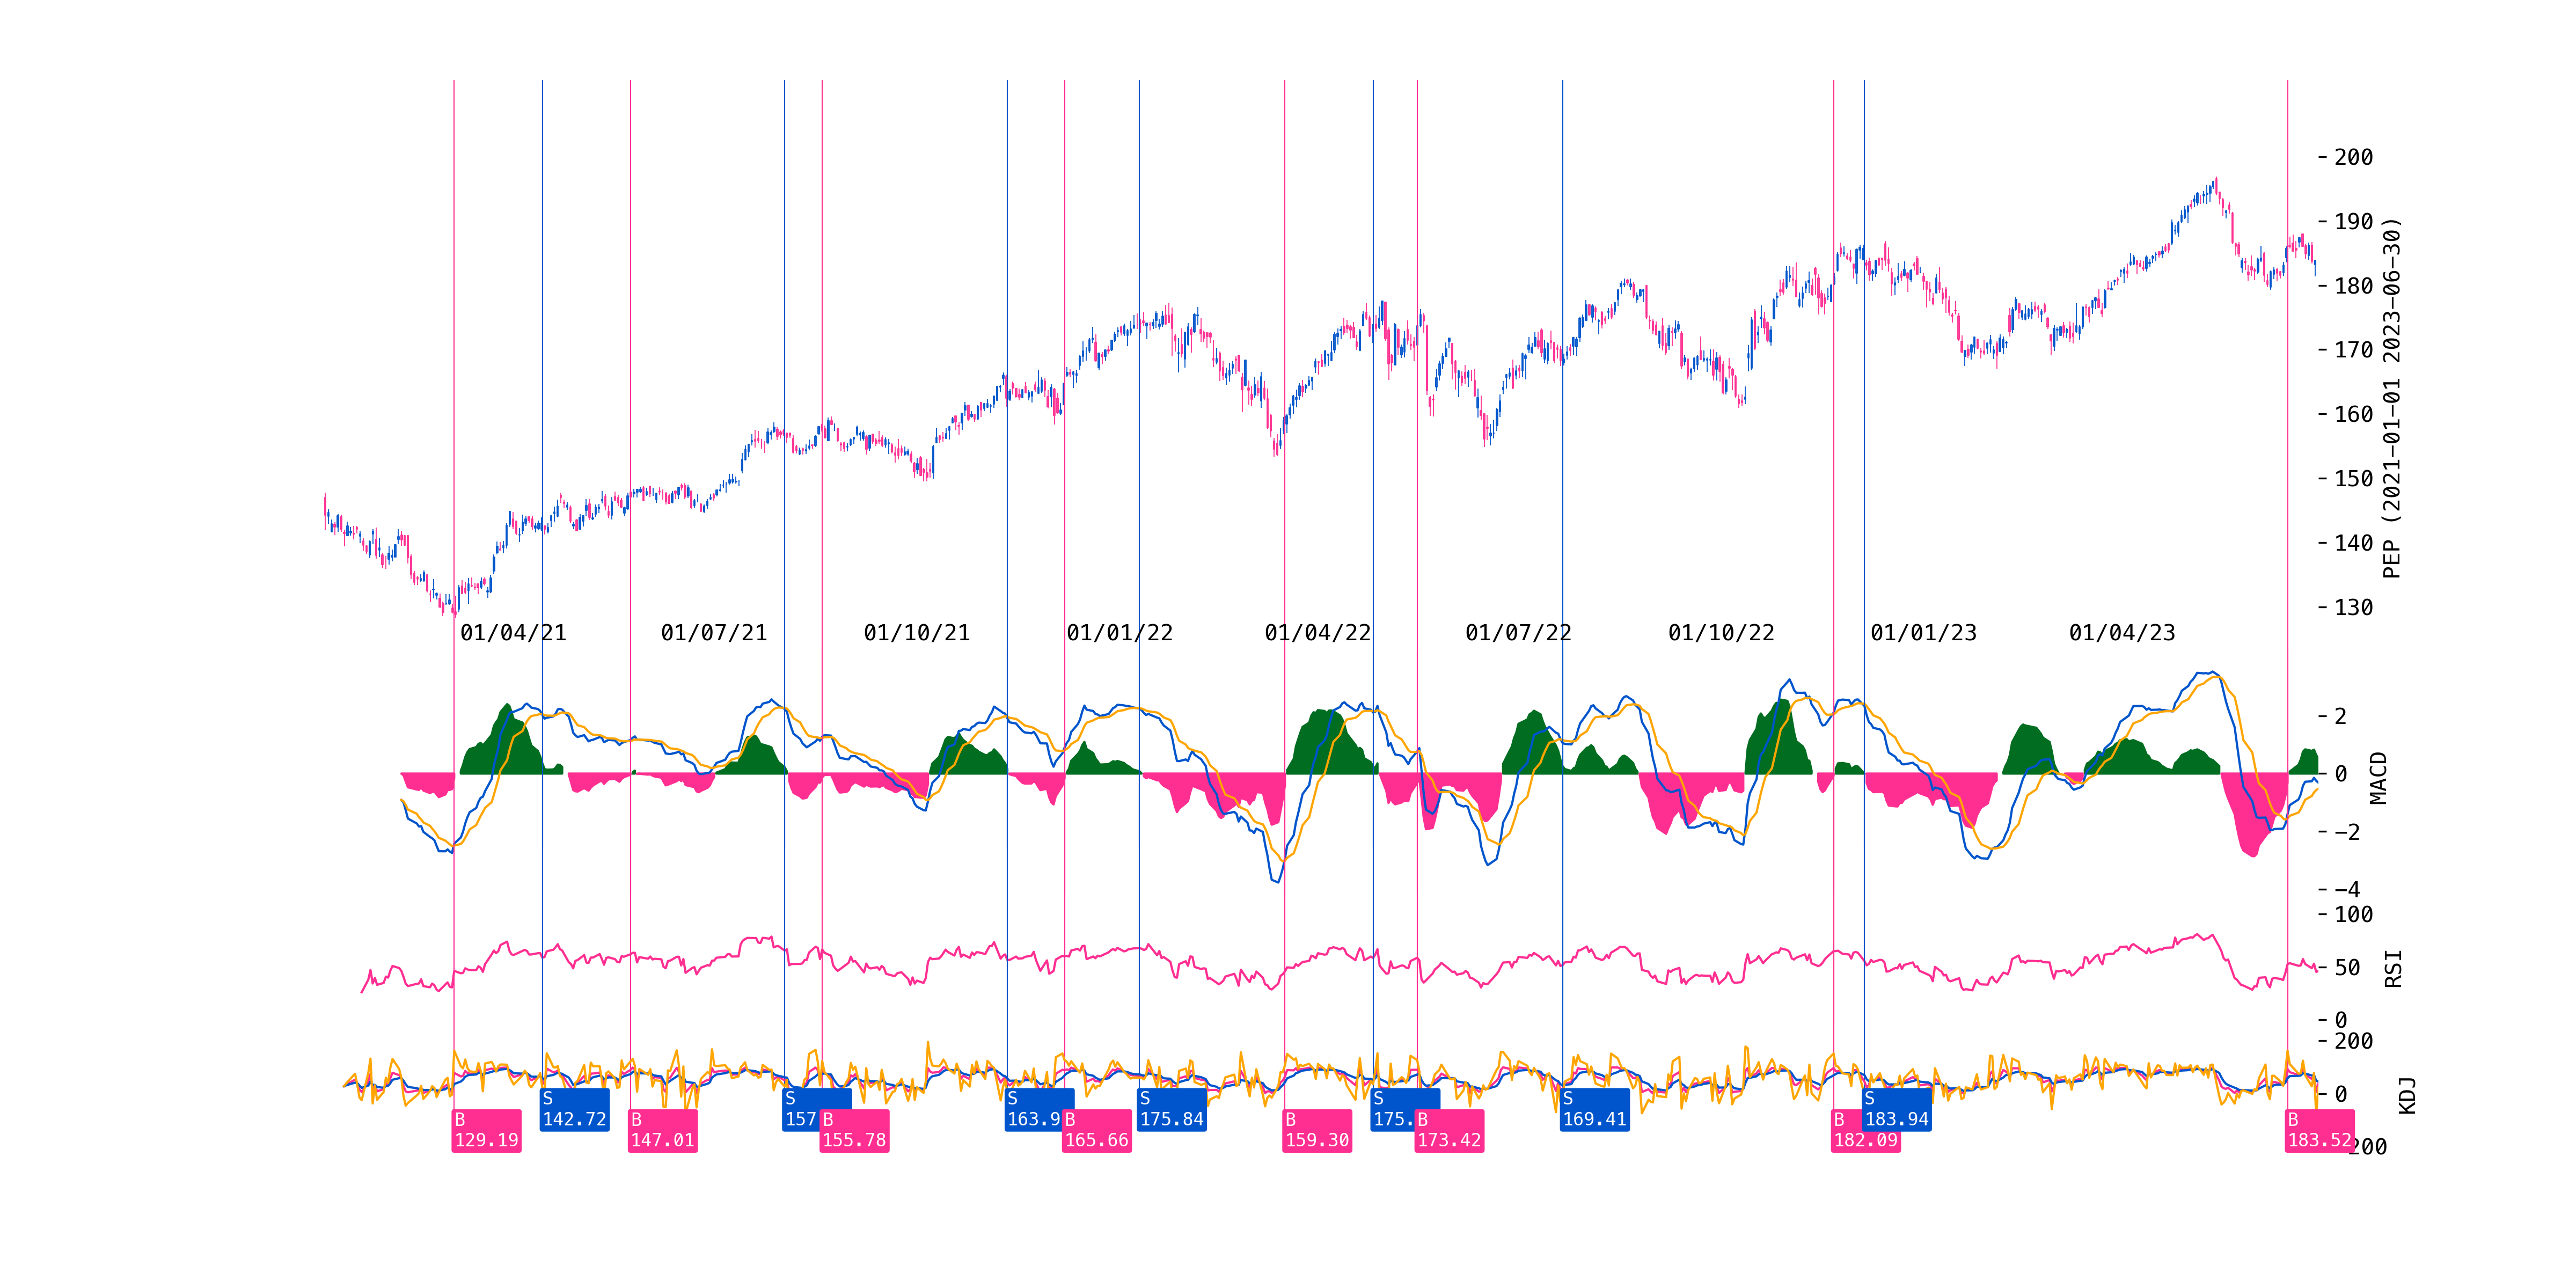 200
190
180
170
160
150
140
130
PEP (2021−01−01 2023−06−30)
01/04/21
01/07/21
01/10/21
01/01/22
01/04/22
01/07/22
01/10/22
01/01/23
01/04/23
2
0
−2
−4
MACD
100
50
0
RSI
200
0
200
KDJ
B
129.19
S
142.72
B
147.01
S
157
B
155.78
S
163.9
B
165.66
S
175.84
B
159.30
S
175.
B
173.42
S
169.41
B
182.09
S
183.94
B
183.52